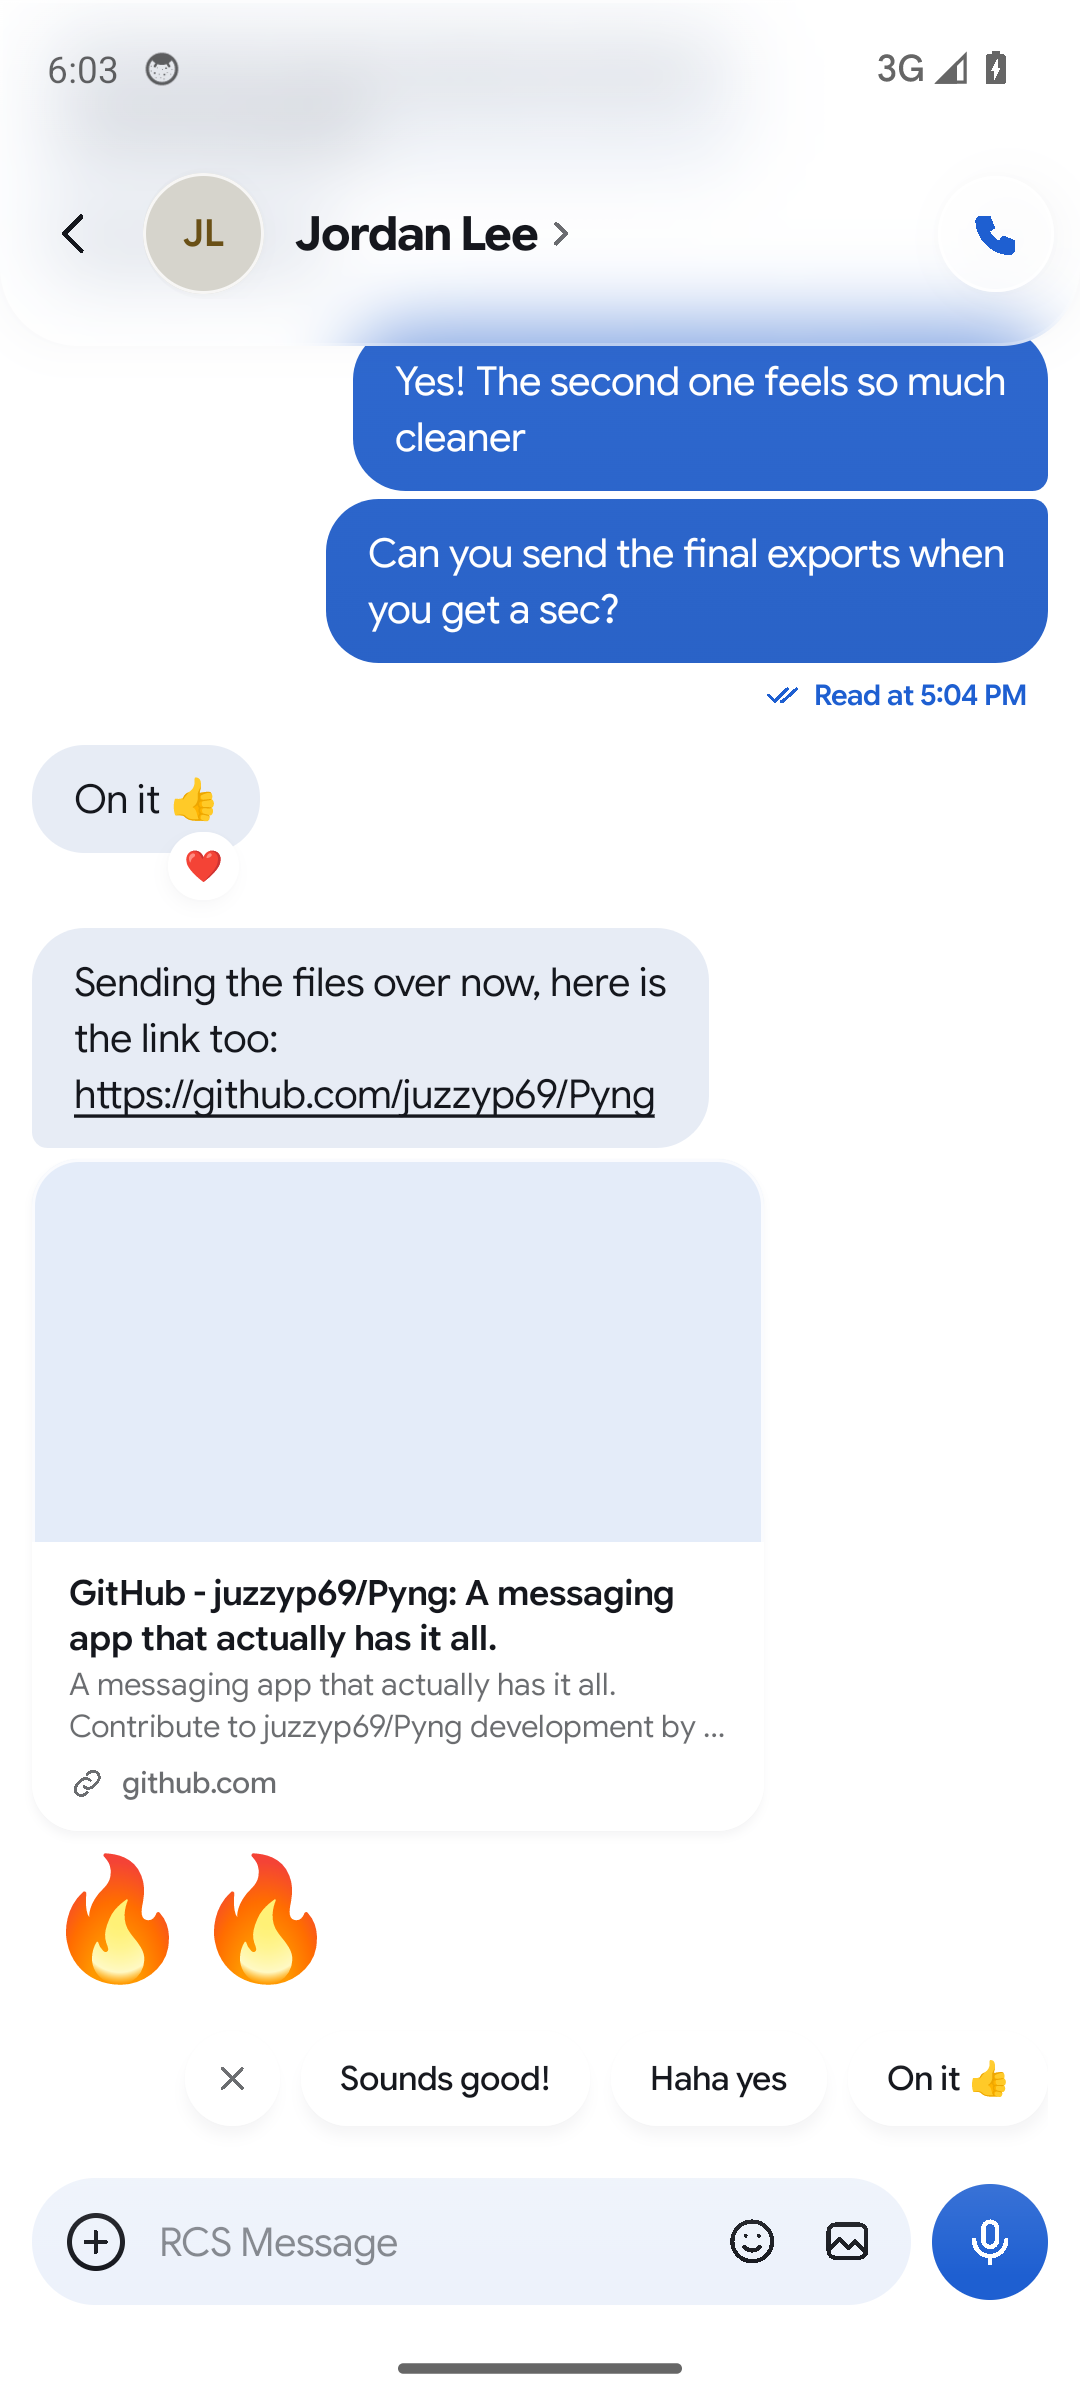 6:03
3G
JL
Jordan Lee
Yes! The second one feels so much
cleaner
Can you send the final exports when
you get a sec?
Read at 5:04 PM
On it 👍
❤️
Sending the files over now, here is
the link too:
https://github.com/juzzyp69/Pyng
GitHub - juzzyp69/Pyng: A messaging
app that actually has it all.
A messaging app that actually has it all.
Contribute to juzzyp69/Pyng development by ...
github.com
🔥 🔥
Sounds good!
Haha yes
On it 👍
RCS Message